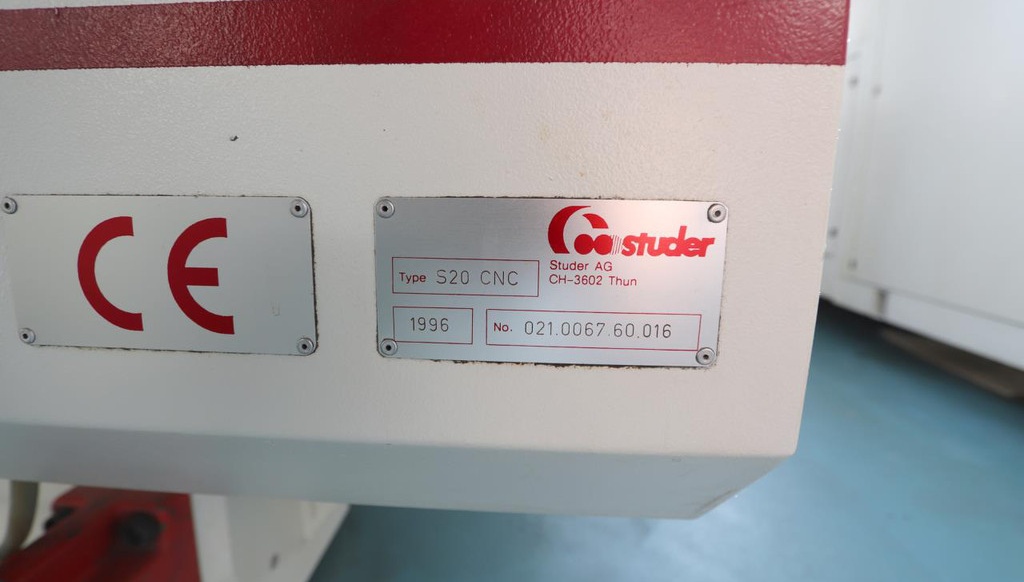 CE
studer
Studer AG
CH-3602 Thun
Type S20 CNC
1996 No. 021.0067.60.016